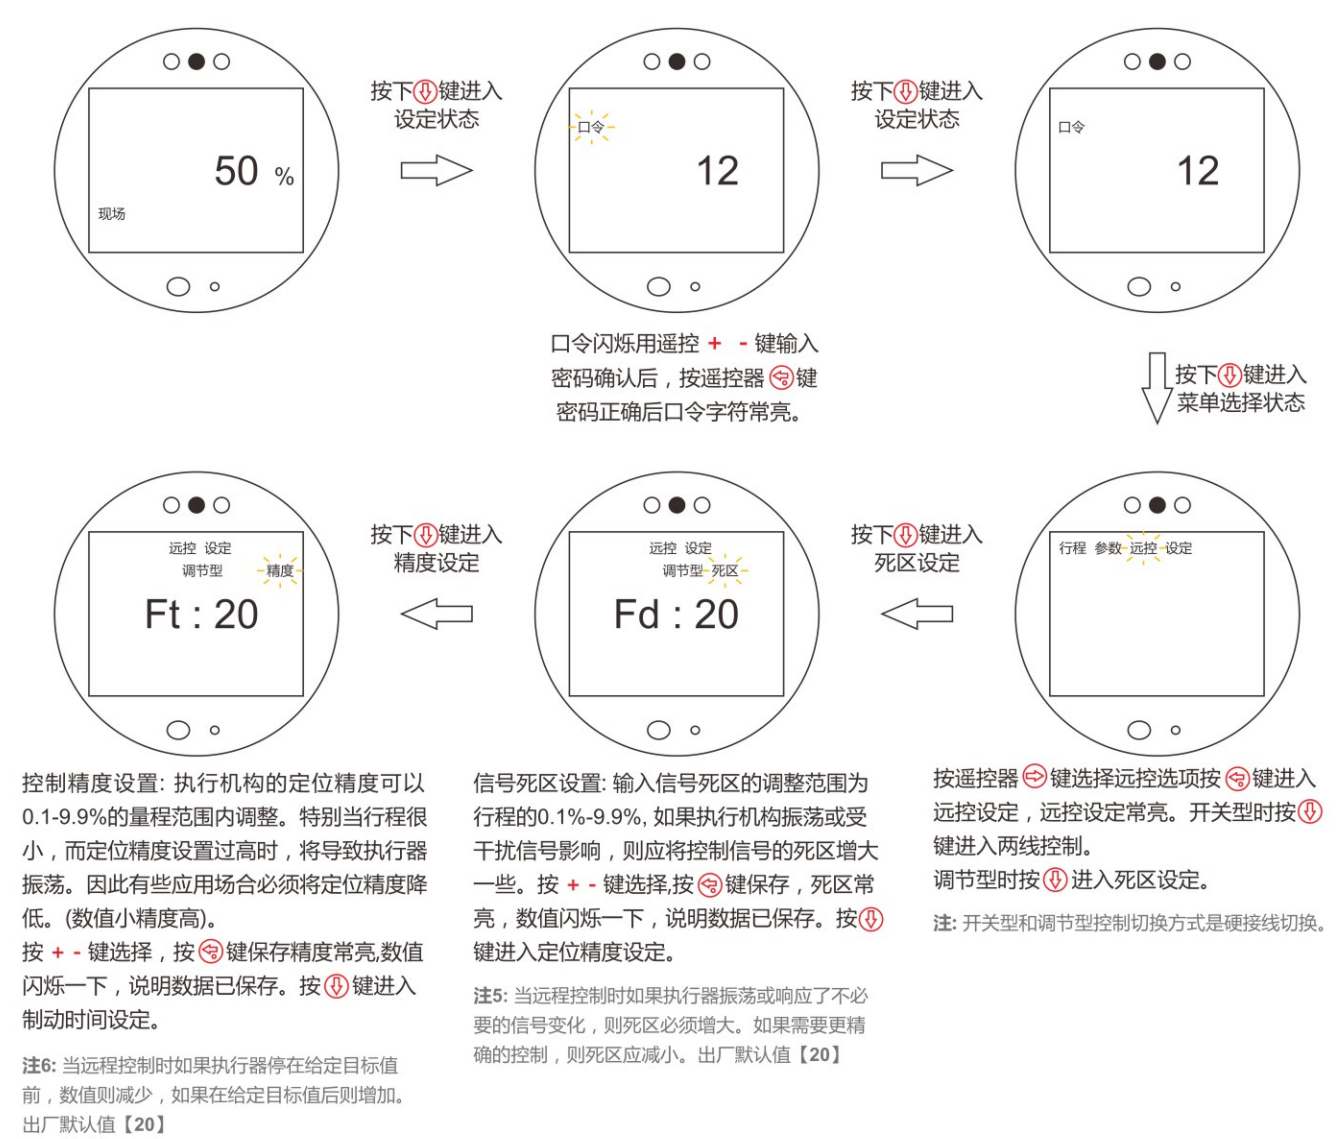 50 %
现场
按下键进入
设定状态
口令
12
按下键进入
设定状态
口令
12
口令闪烁用遥控 + - 键输入
密码确认后，按遥控器键
密码正确后口令字符常亮。
按下键进入
菜单选择状态
行程 参数 远控 设定
按下键进入
死区设定
远控 设定
调节型 死区
Fd : 20
按下键进入
精度设定
远控 设定
调节型 精度
Ft : 20
按遥控器键选择远控选项按键进入
远控设定，远控设定常亮。开关型时按
键进入两线控制。
调节型时按进入死区设定。
注: 开关型和调节型控制切换方式是硬接线切换。
信号死区设置: 输入信号死区的调整范围为
行程的0.1%-9.9%, 如果执行机构振荡或受
干扰信号影响，则应将控制信号的死区增大
一些。按 + - 键选择,按键保存，死区常
亮，数值闪烁一下，说明数据已保存。按
键进入定位精度设定。
注5: 当远程控制时如果执行器振荡或响应了不必
要的信号变化，则死区必须增大。如果需要更精
确的控制，则死区应减小。出厂默认值【20】
控制精度设置: 执行机构的定位精度可以
0.1-9.9%的量程范围内调整。特别当行程很
小，而定位精度设置过高时，将导致执行器
振荡。因此有些应用场合必须将定位精度降
低。(数值小精度高)。
按 + - 键选择，按键保存精度常亮,数值
闪烁一下，说明数据已保存。按键进入
制动时间设定。
注6: 当远程控制时如果执行器停在给定目标值
前，数值则减少，如果在给定目标值后则增加。
出厂默认值【20】